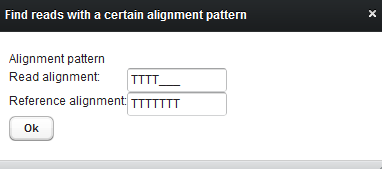 Find reads with a certain alignment pattern ×
Alignment pattern
Read alignment: TTTT___
Reference alignment: TTTTTTT
Ok